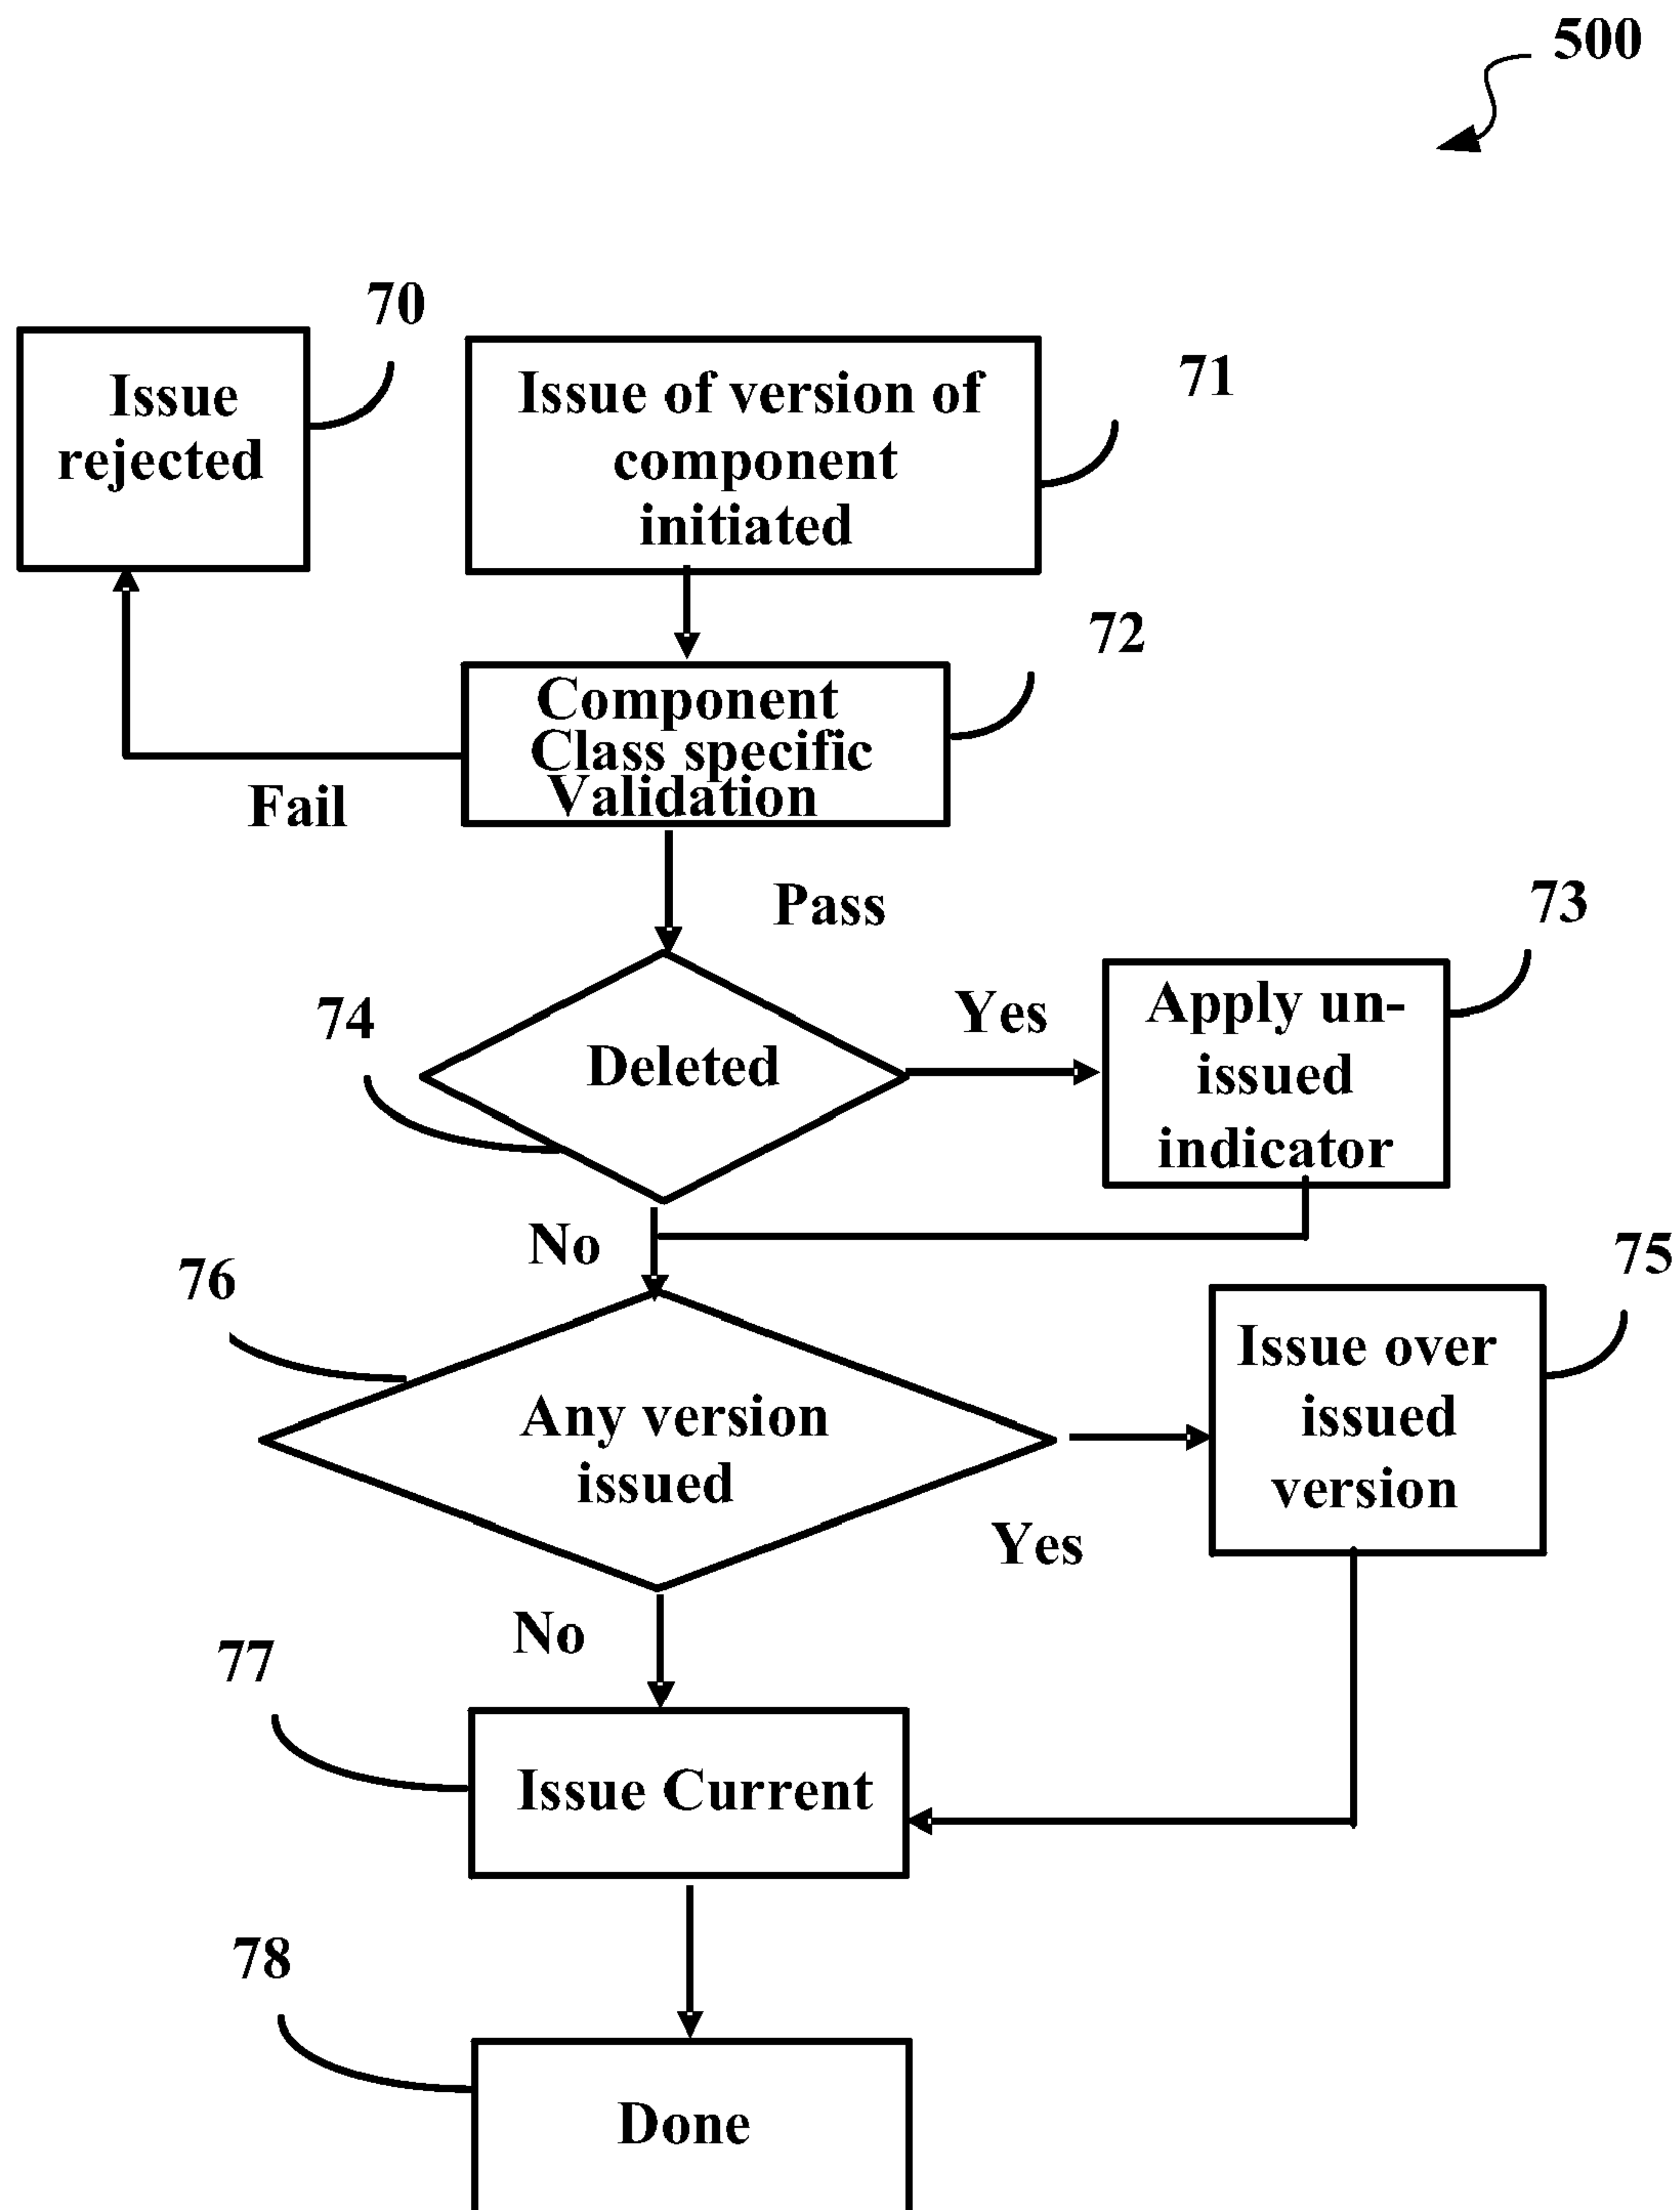 500
70
Issue
rejected
71
Issue of version of
component
initiated
72
Component
Class specific
Validation
Fail
Pass
73
Apply un-
issued
indicator
74
Deleted
Yes
No
75
Issue over
issued
version
76
Any version
issued
Yes
No
77
Issue Current
78
Done